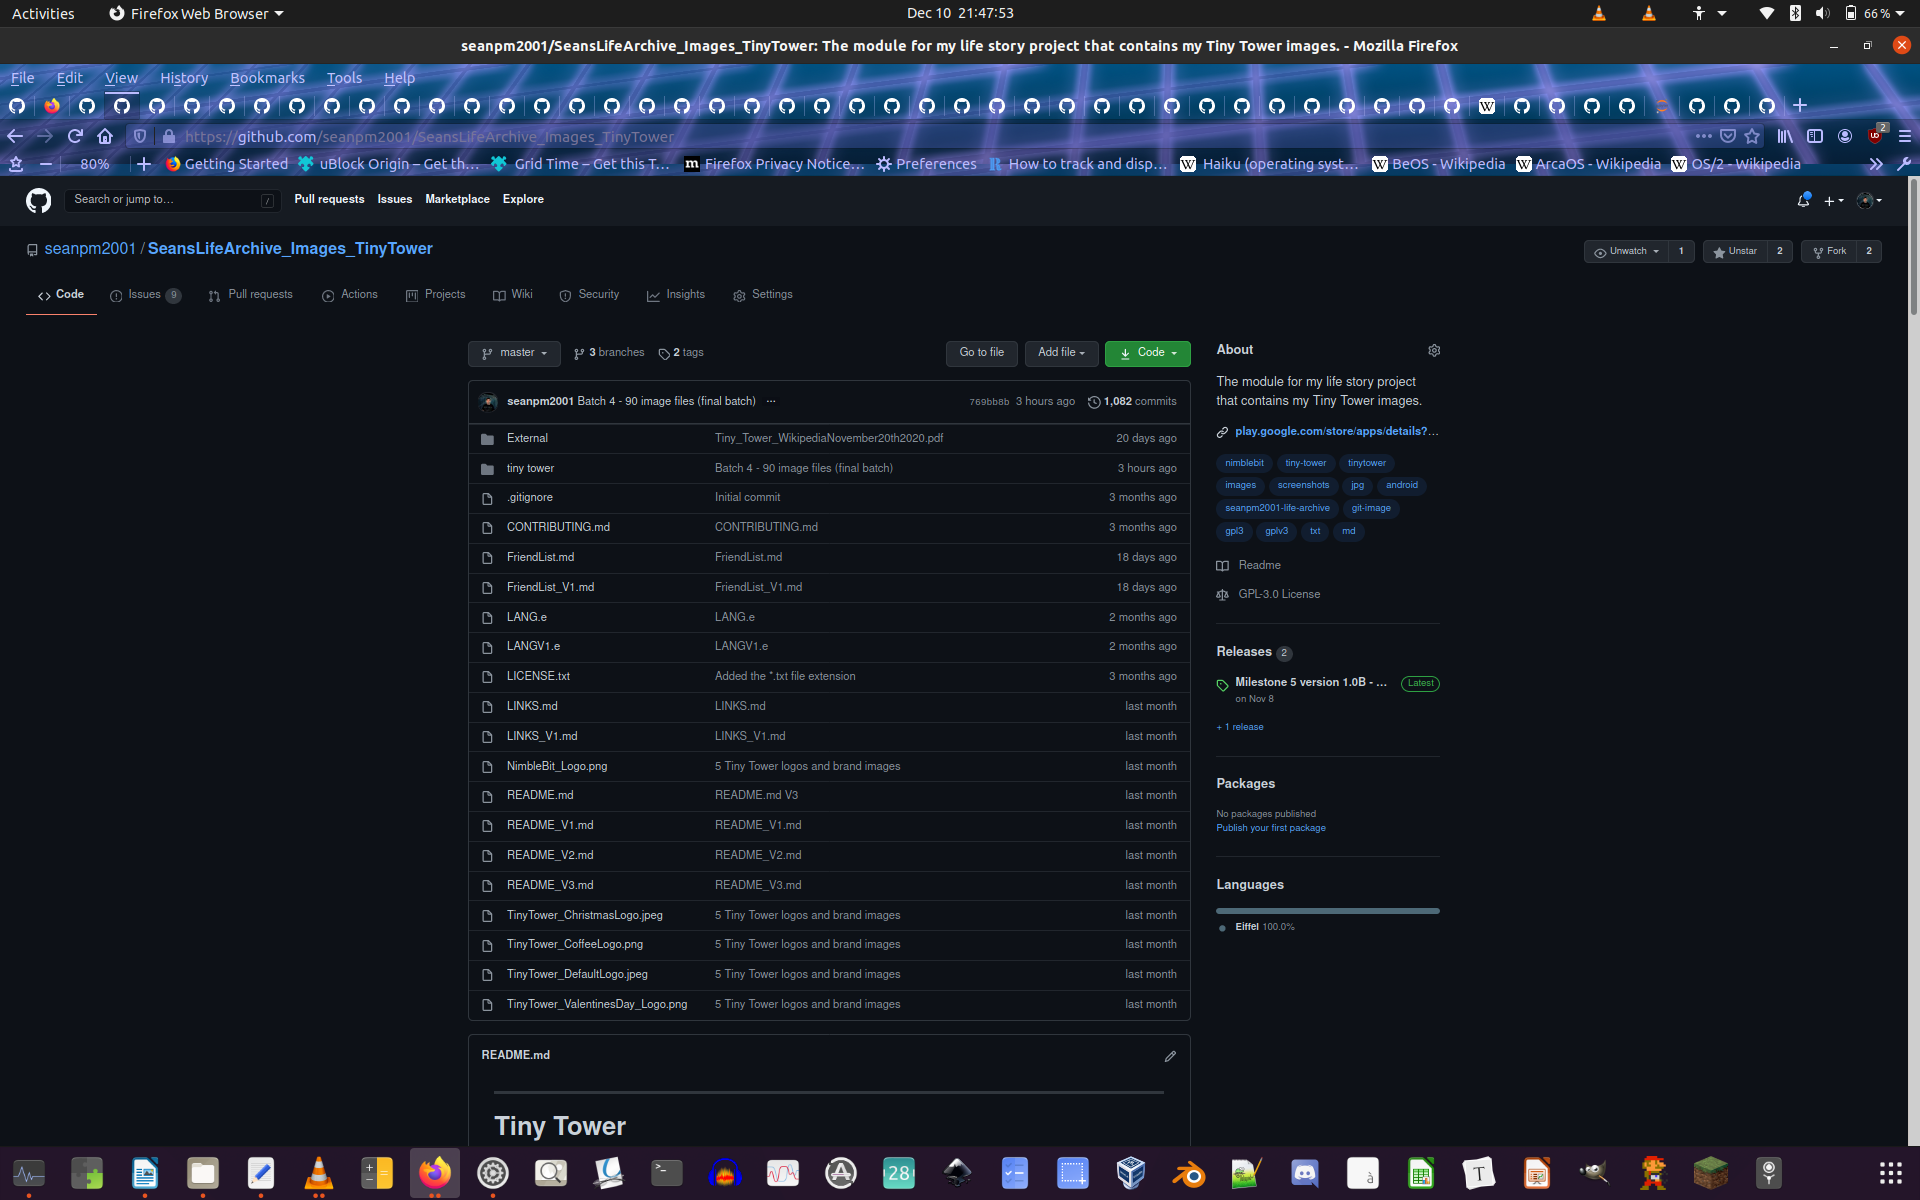 Activities
Firefox Web Browser
Dec 10 21:47:53
66 %
seanpm2001/SeansLifeArchive_Images_TinyTower: The module for my life story project that contains my Tiny Tower images. - Mozilla Firefox
File Edit View History Bookmarks Tools Help
https://github.com/seanpm2001/SeansLifeArchive_Images_TinyTower
2
80%
Getting Started
uBlock Origin – Get th…
Grid Time – Get this T…
Firefox Privacy Notice…
Preferences
How to track and disp…
Haiku (operating syst…
BeOS - Wikipedia
ArcaOS - Wikipedia
OS/2 - Wikipedia
Search or jump to…
/
Pull requests Issues Marketplace Explore
seanpm2001 / SeansLifeArchive_Images_TinyTower
Unwatch 1
Unstar 2
Fork 2
Code
Issues 9
Pull requests
Actions
Projects
Wiki
Security
Insights
Settings
master
3 branches
2 tags
Go to file
Add file
Code
seanpm2001 Batch 4 - 90 image files (final batch) ...
769bb8b 3 hours ago
1,082 commits
External Tiny_Tower_WikipediaNovember20th2020.pdf 20 days ago
tiny tower Batch 4 - 90 image files (final batch) 3 hours ago
.gitignore Initial commit 3 months ago
CONTRIBUTING.md CONTRIBUTING.md 3 months ago
FriendList.md FriendList.md 18 days ago
FriendList_V1.md FriendList_V1.md 18 days ago
LANG.e LANG.e 2 months ago
LANGV1.e LANGV1.e 2 months ago
LICENSE.txt Added the *.txt file extension 3 months ago
LINKS.md LINKS.md last month
LINKS_V1.md LINKS_V1.md last month
NimbleBit_Logo.png 5 Tiny Tower logos and brand images last month
README.md README.md V3 last month
README_V1.md README_V1.md last month
README_V2.md README_V2.md last month
README_V3.md README_V3.md last month
TinyTower_ChristmasLogo.jpeg 5 Tiny Tower logos and brand images last month
TinyTower_CoffeeLogo.png 5 Tiny Tower logos and brand images last month
TinyTower_DefaultLogo.jpeg 5 Tiny Tower logos and brand images last month
TinyTower_ValentinesDay_Logo.png 5 Tiny Tower logos and brand images last month
README.md
Tiny Tower
About
The module for my life story project
that contains my Tiny Tower images.
play.google.com/store/apps/details?…
nimblebit tiny-tower tinytower
images screenshots jpg android
seanpm2001-life-archive git-image
gpl3 gplv3 txt md
Readme
GPL-3.0 License
Releases 2
Milestone 5 version 1.0B - … Latest
on Nov 8
+ 1 release
Packages
No packages published
Publish your first package
Languages
Eiffel 100.0%
28